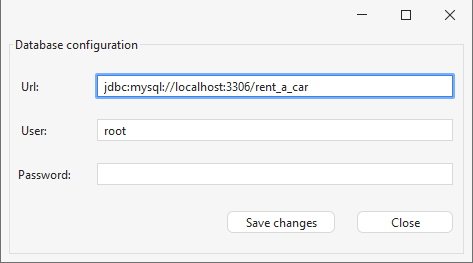 Database configuration
Url: jdbc:mysql://localhost:3306/rent_a_car
User: root
Password:
Save changes Close